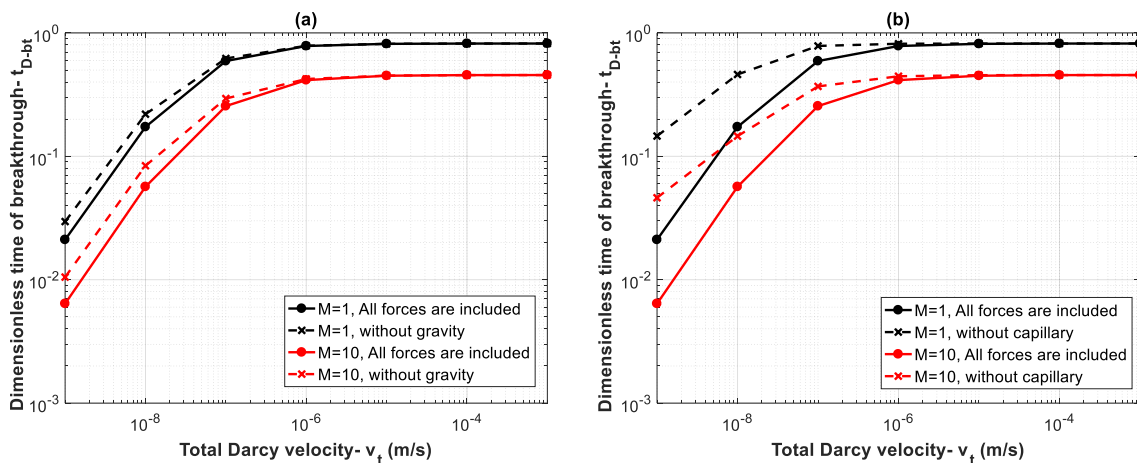 (a)
Dimensionless time of breakthrough- t_D-bt
10^0
10^-1
10^-2
10^-3
M=1, All forces are included
M=1, without gravity
M=10, All forces are included
M=10, without gravity
10^-8
10^-6
10^-4
Total Darcy velocity- v_t (m/s)
(b)
Dimensionless time of breakthrough- t_D-bt
10^0
10^-1
10^-2
10^-3
M=1, All forces are included
M=1, without capillary
M=10, All forces are included
M=10, without capillary
10^-8
10^-6
10^-4
Total Darcy velocity- v_t (m/s)